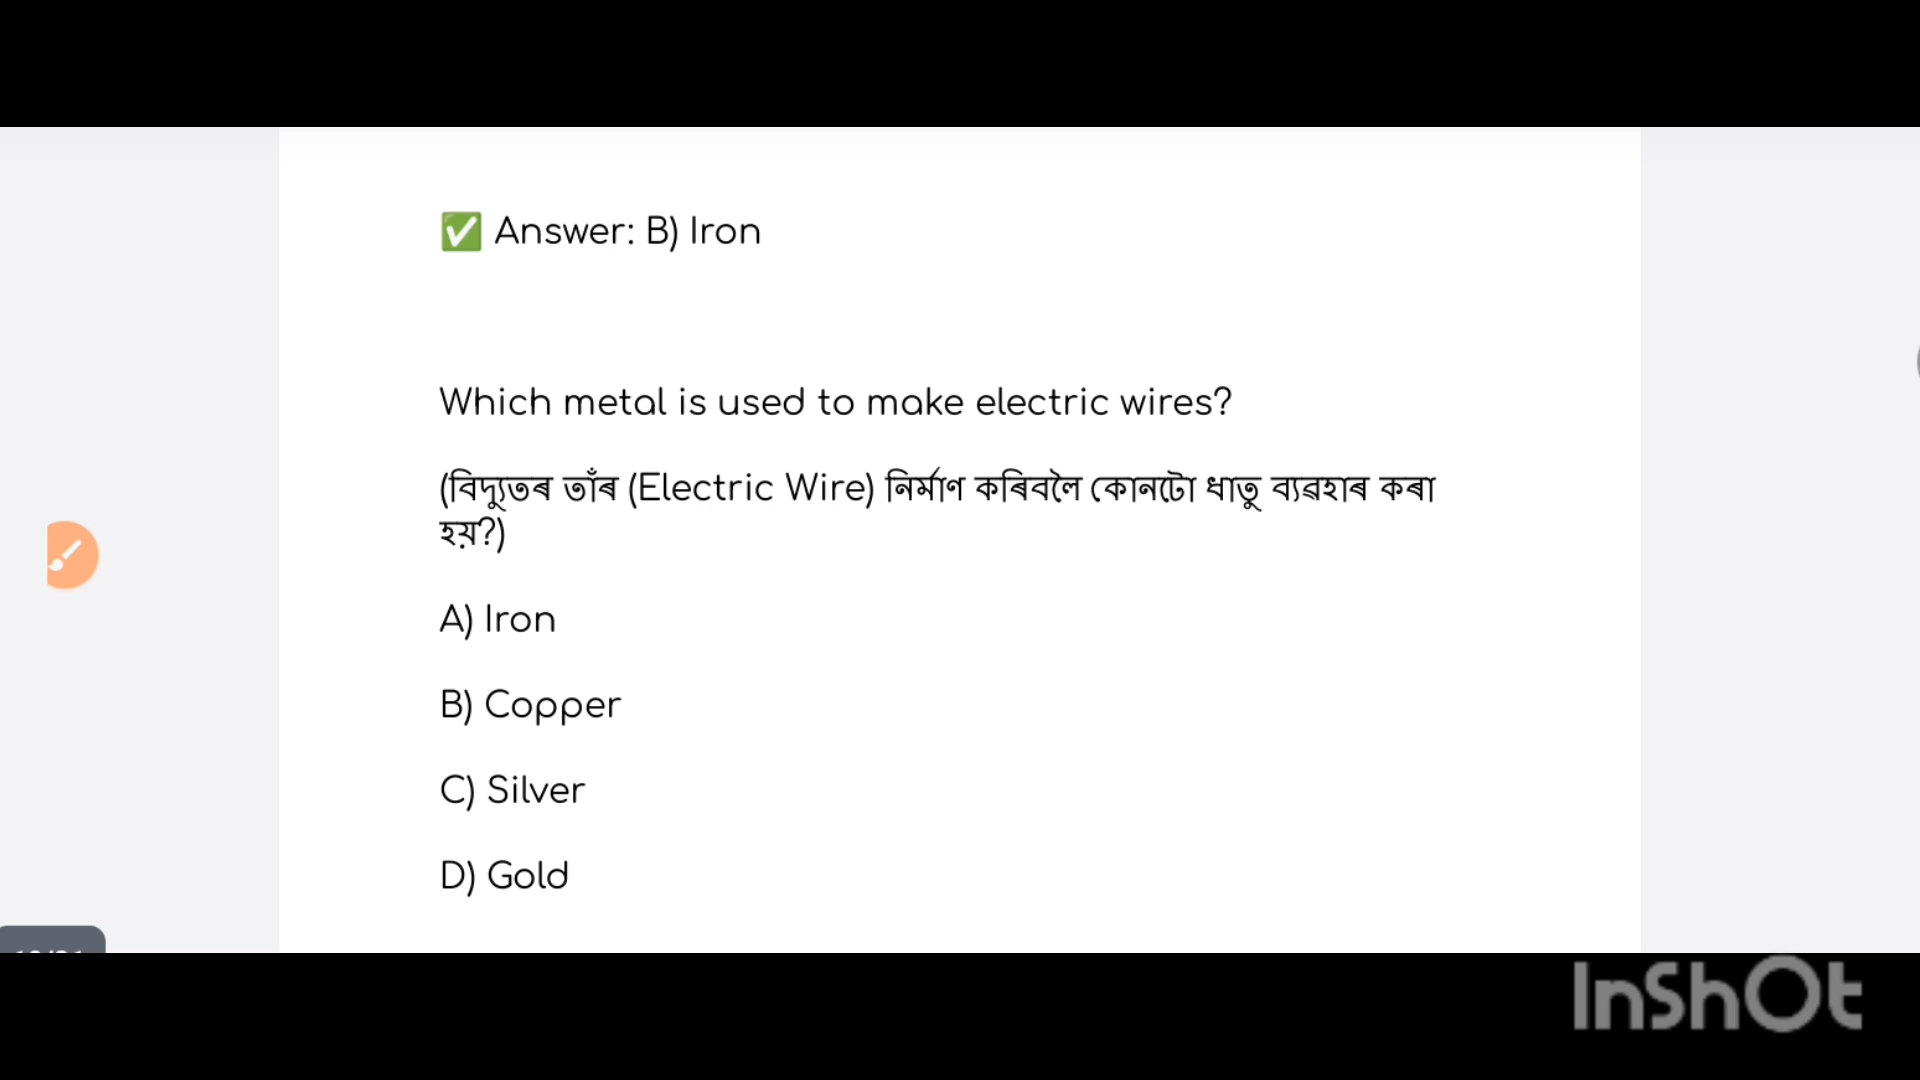 ✅ Answer: B) Iron
Which metal is used to make electric wires?
(বিদ্যুতৰ তাঁৰ (Electric Wire) নিৰ্মাণ কৰিবলৈ কোনটো ধাতু ব্যৱহাৰ কৰা
হয়?)
A) Iron
B) Copper
C) Silver
D) Gold
InShOt